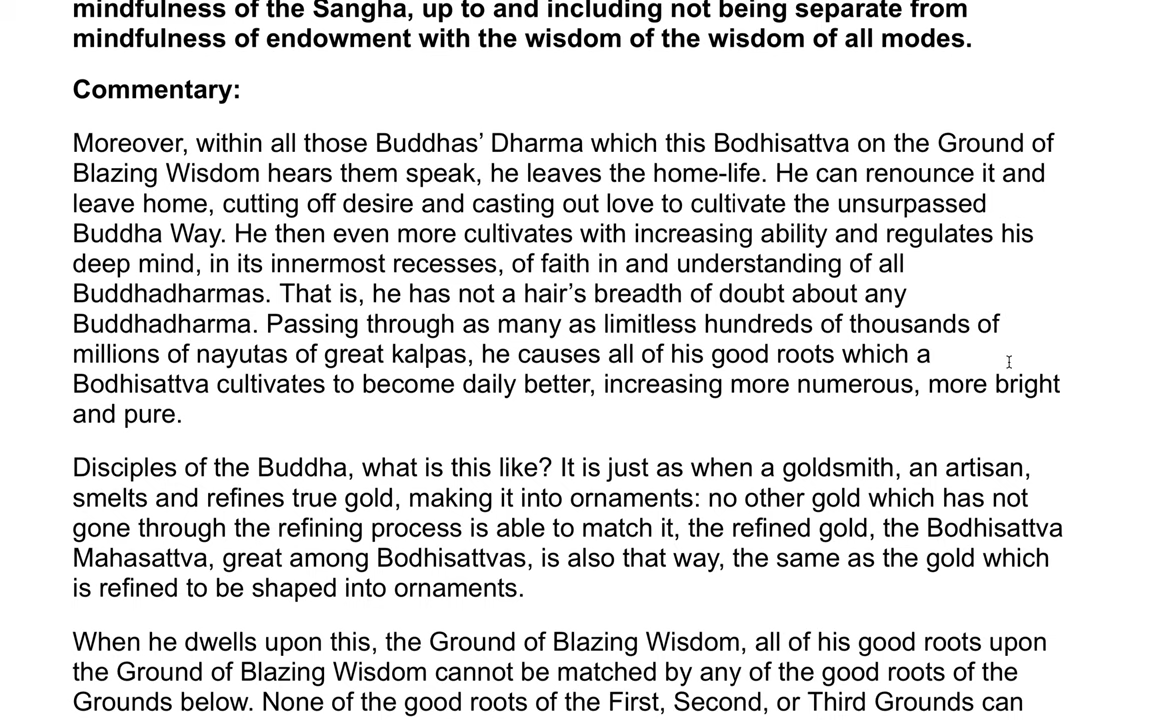 mindfulness of the Sangha, up to and including not being separate from
mindfulness of endowment with the wisdom of the wisdom of all modes.
Commentary:
Moreover, within all those Buddhas’ Dharma which this Bodhisattva on the Ground of
Blazing Wisdom hears them speak, he leaves the home-life. He can renounce it and
leave home, cutting off desire and casting out love to cultivate the unsurpassed
Buddha Way. He then even more cultivates with increasing ability and regulates his
deep mind, in its innermost recesses, of faith in and understanding of all
Buddhadharmas. That is, he has not a hair’s breadth of doubt about any
Buddhadharma. Passing through as many as limitless hundreds of thousands of
millions of nayutas of great kalpas, he causes all of his good roots which a
Bodhisattva cultivates to become daily better, increasing more numerous, more bright
and pure.
Disciples of the Buddha, what is this like? It is just as when a goldsmith, an artisan,
smelts and refines true gold, making it into ornaments: no other gold which has not
gone through the refining process is able to match it, the refined gold, the Bodhisattva
Mahasattva, great among Bodhisattvas, is also that way, the same as the gold which
is refined to be shaped into ornaments.
When he dwells upon this, the Ground of Blazing Wisdom, all of his good roots upon
the Ground of Blazing Wisdom cannot be matched by any of the good roots of the
Grounds below. None of the good roots of the First, Second, or Third Grounds can